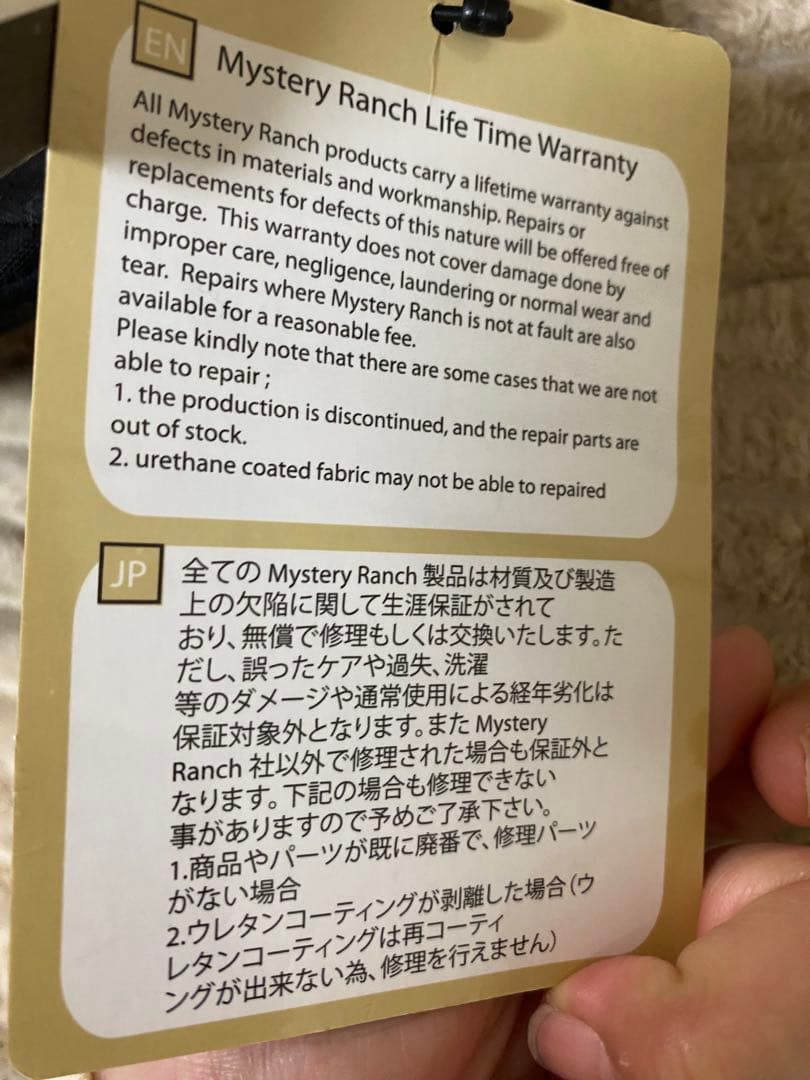 EN
Mystery Ranch Life Time Warranty
All Mystery Ranch products carry a lifetime warranty against
defects in materials and workmanship. Repairs or
replacements for defects of this nature will be offered free of
charge. This warranty does not cover damage done by
improper care, negligence, laundering or normal wear and
tear. Repairs where Mystery Ranch is not at fault are also
available for a reasonable fee.
Please kindly note that there are some cases that we are not
able to repair ;
1. the production is discontinued, and the repair parts are
out of stock.
2. urethane coated fabric may not be able to repaired
JP
全ての Mystery Ranch 製品は材質及び製造
上の欠陥に関して生涯保証がされて
おり、無償で修理もしくは交換いたします。た
だし、誤ったケアや過失、洗濯
等のダメージや通常使用による経年劣化は
保証対象外となります。また Mystery
Ranch 社以外で修理された場合も保証外と
なります。下記の場合も修理できない
事がありますので予めご了承下さい。
1.商品やパーツが既に廃番で、修理パーツ
がない場合
2.ウレタンコーティングが剥離した場合（ウ
レタンコーティングは再コーティ
ングが出来ない為、修理を行えません）